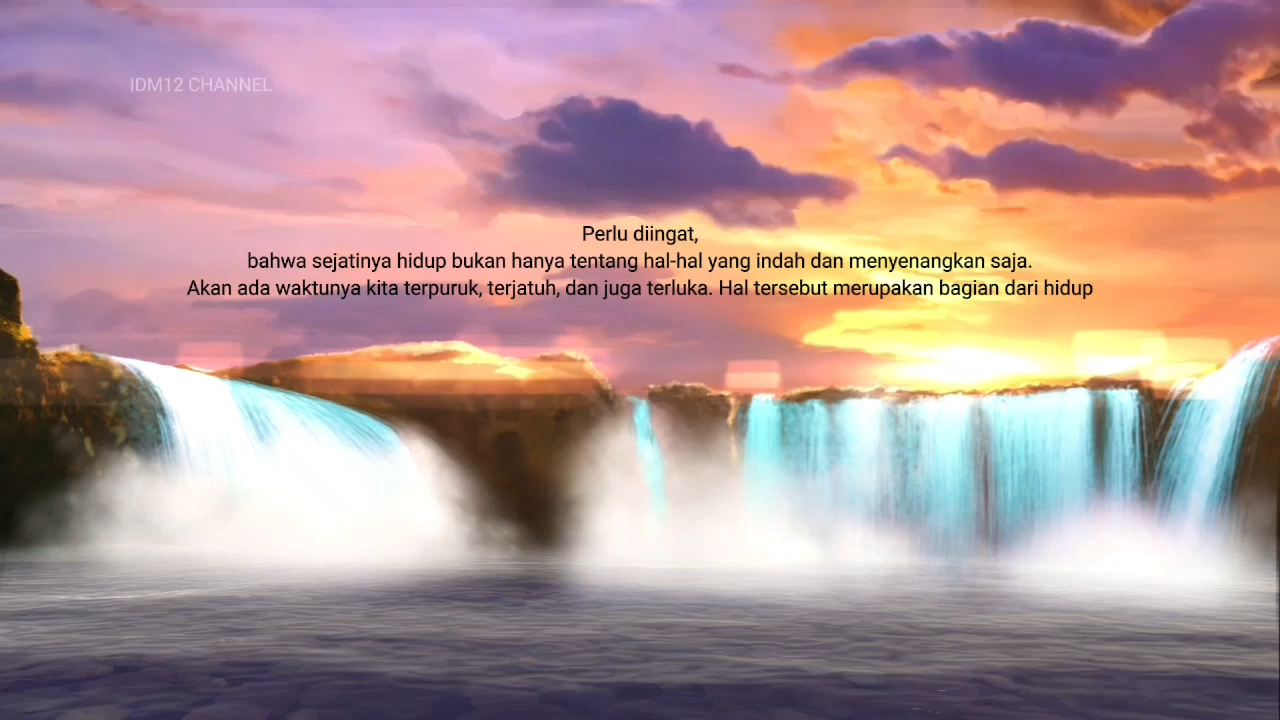 IDM12 CHANNEL
Perlu diingat,
bahwa sejatinya hidup bukan hanya tentang hal-hal yang indah dan menyenangkan saja.
Akan ada waktunya kita terpuruk, terjatuh, dan juga terluka. Hal tersebut merupakan bagian dari hidup